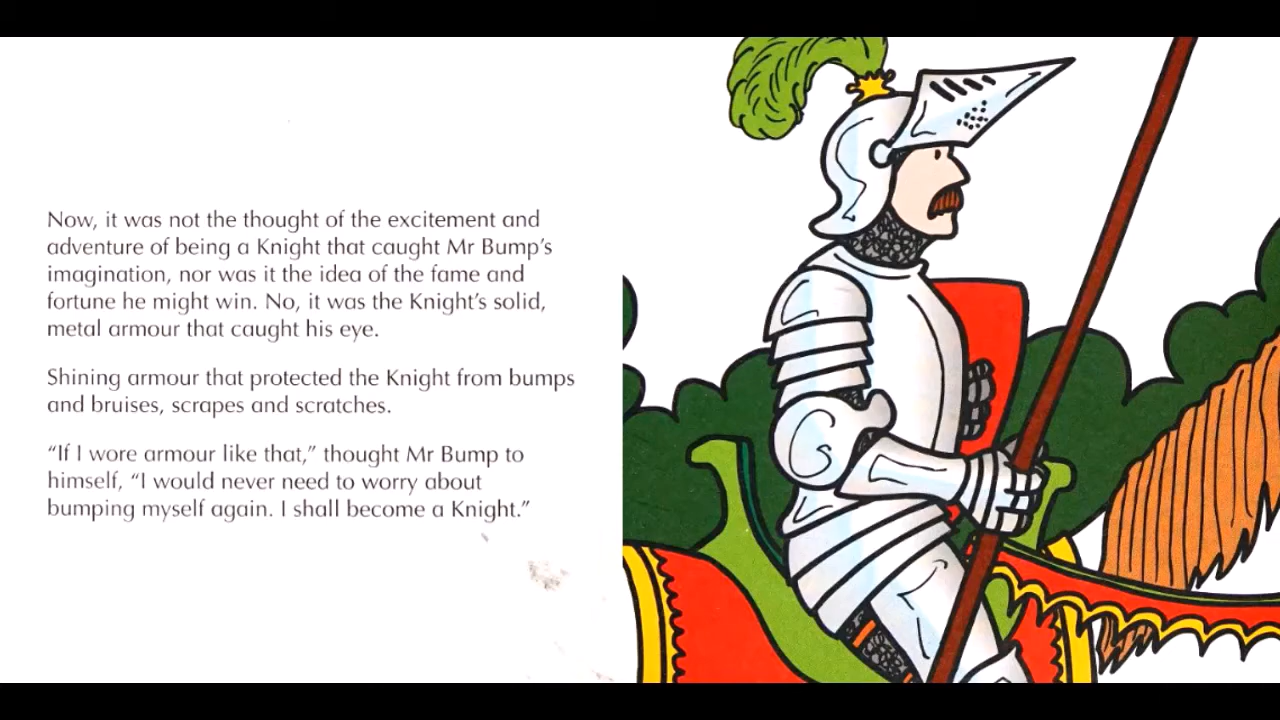 Now, it was not the thought of the excitement and
adventure of being a Knight that caught Mr Bump's
imagination, nor was it the idea of the fame and
fortune he might win. No, it was the Knight's solid,
metal armour that caught his eye.
Shining armour that protected the Knight from bumps
and bruises, scrapes and scratches.
“If I wore armour like that,” thought Mr Bump to
himself, “I would never need to worry about
bumping myself again. I shall become a Knight.”